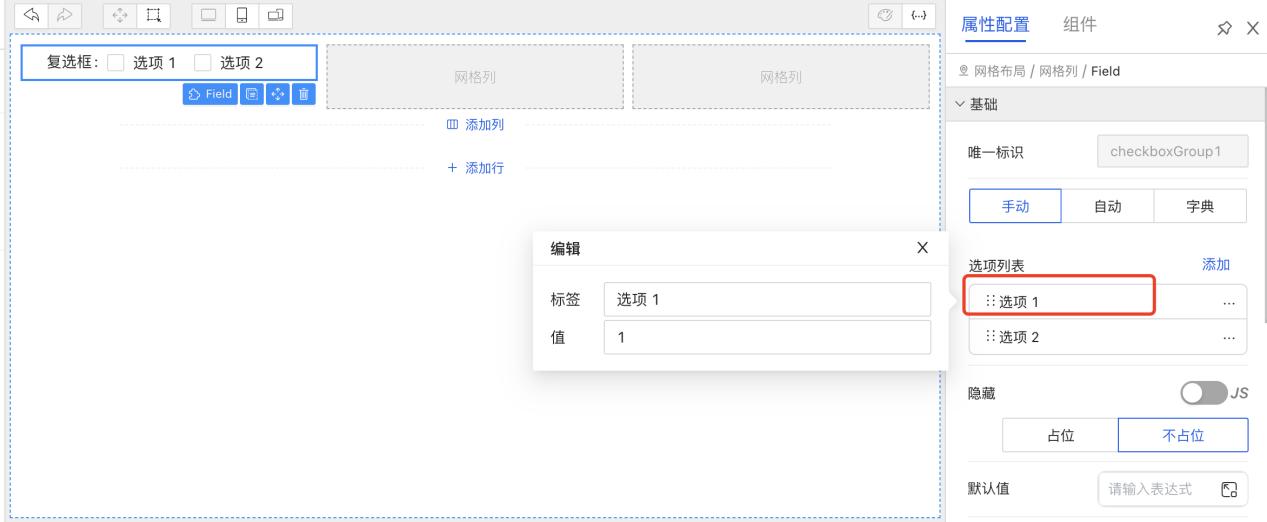 {...}
复选框：
选项 1
选项 2
Field
网格列
网格列
添加列
+ 添加行
编辑
X
标签
选项 1
值
1
属性配置
组件
网格布局 / 网格列 / Field
基础
唯一标识
checkboxGroup1
手动
自动
字典
选项列表
添加
选项 1
...
选项 2
...
隐藏
JS
占位
不占位
默认值
请输入表达式